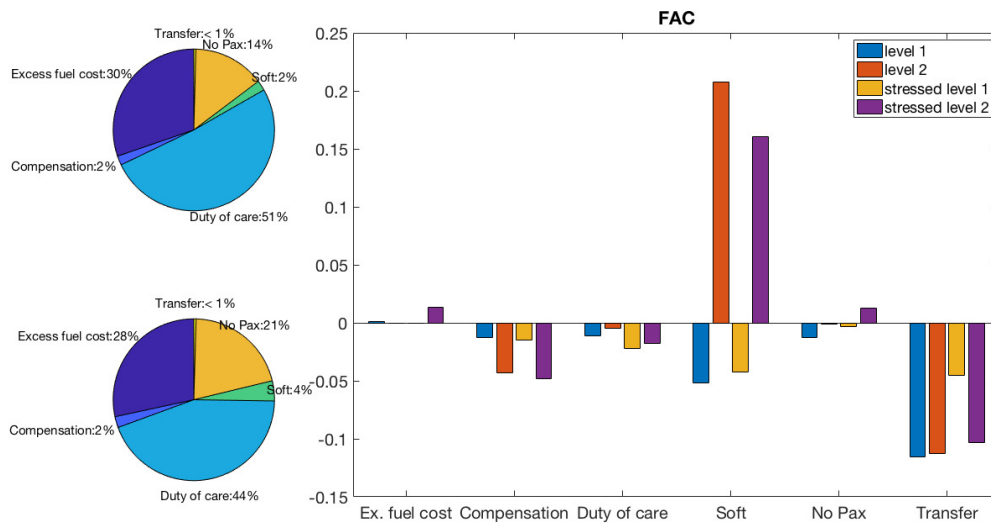 Transfer:< 1%
No Pax:14%
Excess fuel cost:30%
Soft:2%
Compensation:2%
Duty of care:51%
Transfer:< 1%
No Pax:21%
Excess fuel cost:28%
Soft:4%
Compensation:2%
Duty of care:44%
FAC
0.25
0.2
0.15
0.1
0.05
0
-0.05
-0.1
-0.15
level 1
level 2
stressed level 1
stressed level 2
Ex. fuel cost Compensation Duty of care Soft No Pax Transfer